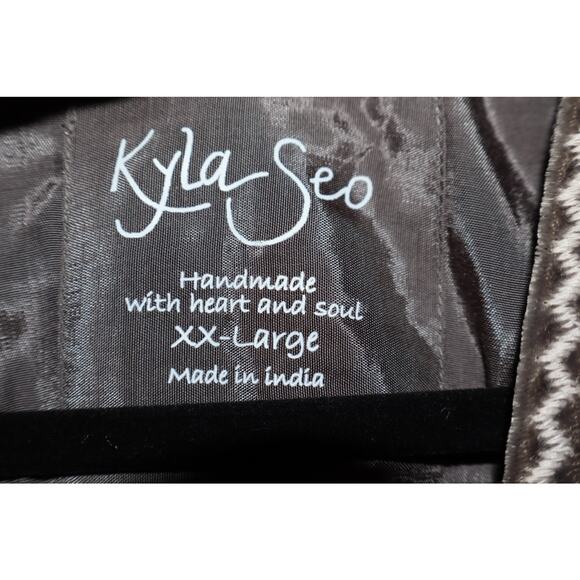 Kyla Seo
Handmade
with heart and soul
XX-Large
Made in india